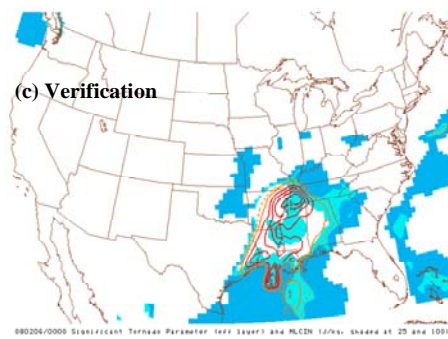 (c) Verification
080206/0000 Significant Tornado Parameter (eff layer) and MLCIN (J/kg, shaded at 25 and 100)